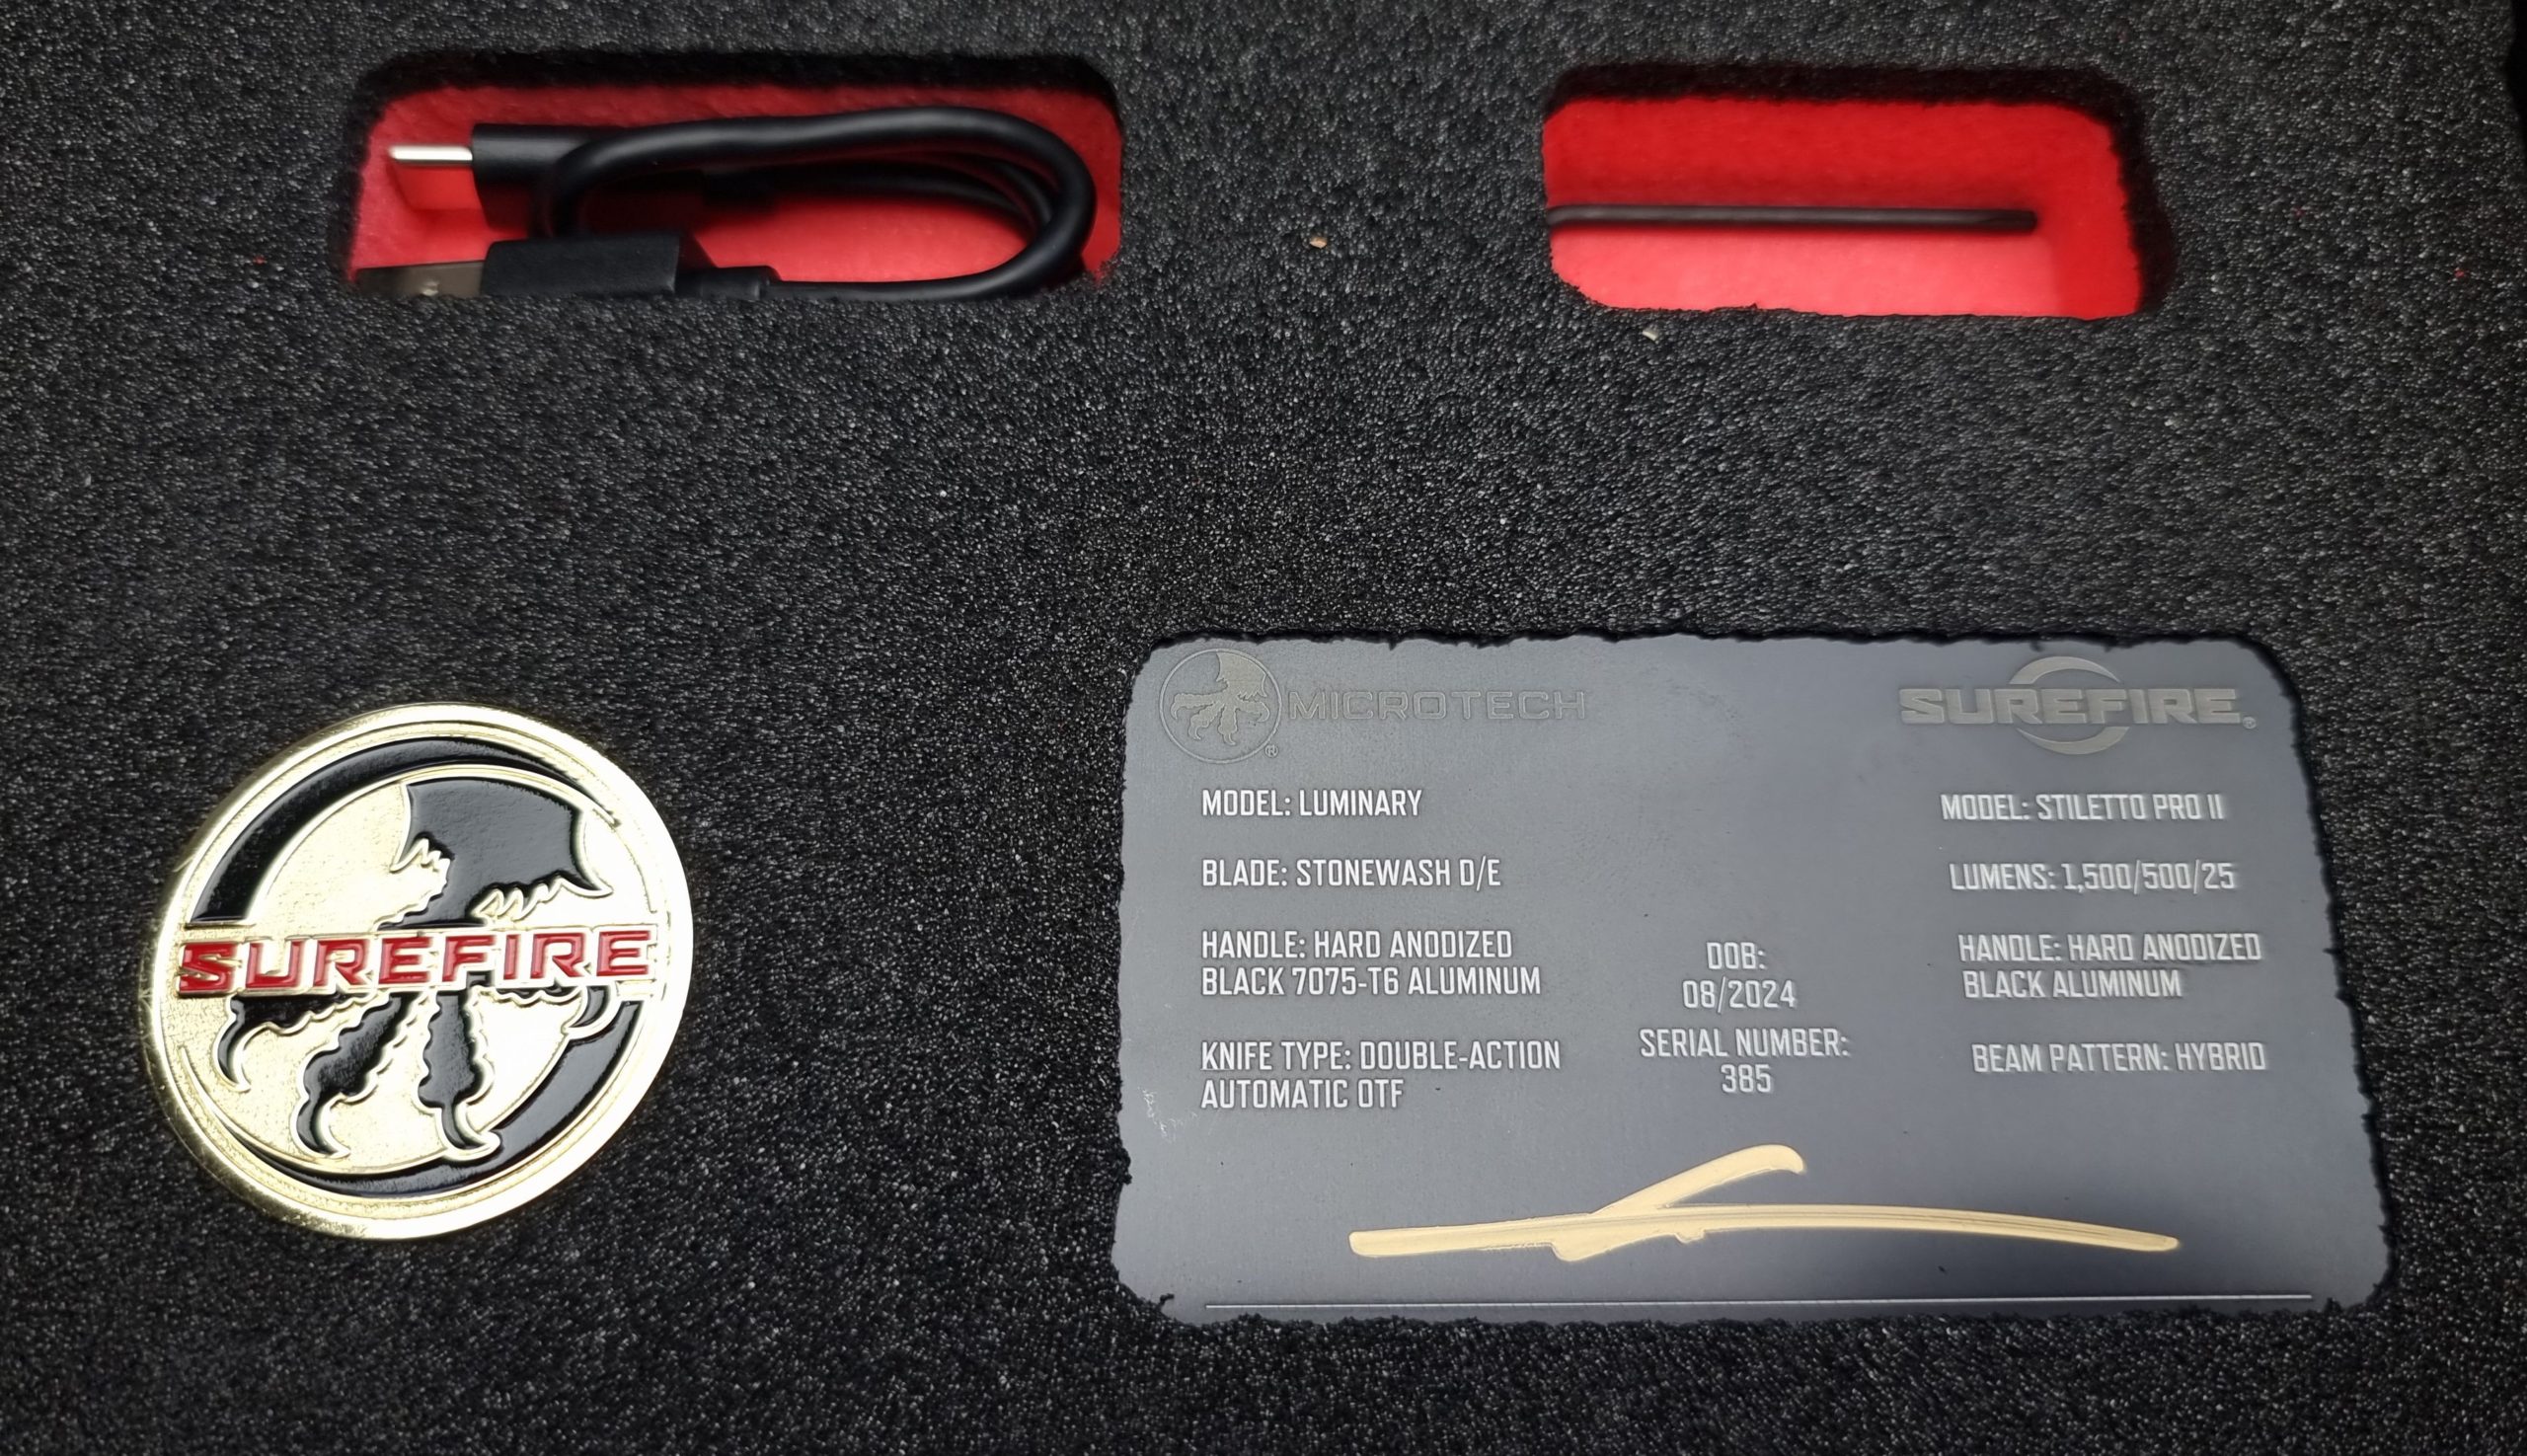 SUREFIRE
MICROTECH®
SUREFIRE®
MODEL: LUMINARY
BLADE: STONEWASH D/E
HANDLE: HARD ANODIZED
BLACK 7075-T6 ALUMINUM
KNIFE TYPE: DOUBLE-ACTION
AUTOMATIC OTF
DOB:
08/2024
SERIAL NUMBER:
385
MODEL: STILETTO PRO II
LUMENS: 1,500/500/25
HANDLE: HARD ANODIZED
BLACK ALUMINUM
BEAM PATTERN: HYBRID